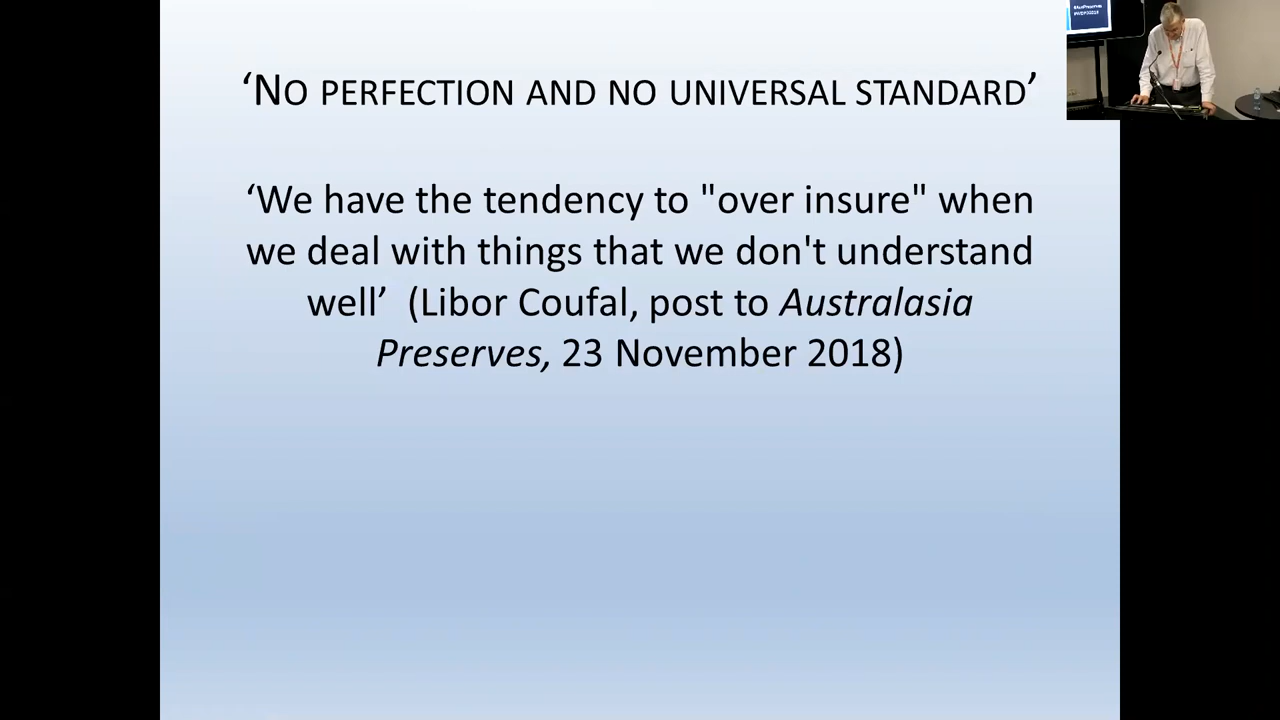 ‘NO PERFECTION AND NO UNIVERSAL STANDARD’
‘We have the tendency to "over insure" when
we deal with things that we don't understand
well’ (Libor Coufal, post to Australasia
Preserves, 23 November 2018)